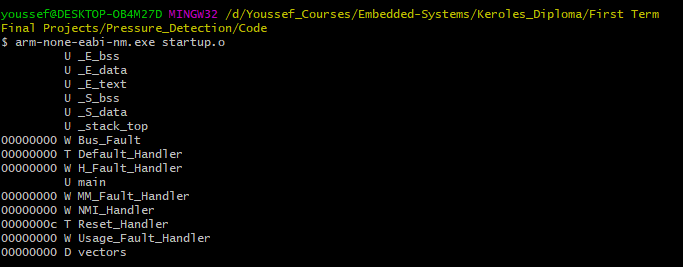 youssef@DESKTOP-OB4M27D MINGW32 /d/Youssef_Courses/Embedded-Systems/Keroles_Diploma/First Term
Final Projects/Pressure_Detection/Code
$ arm-none-eabi-nm.exe startup.o
         U _E_bss
         U _E_data
         U _E_text
         U _S_bss
         U _S_data
         U _stack_top
00000000 W Bus_Fault
00000000 T Default_Handler
00000000 W H_Fault_Handler
         U main
00000000 W MM_Fault_Handler
00000000 W NMI_Handler
0000000c T Reset_Handler
00000000 W Usage_Fault_Handler
00000000 D vectors